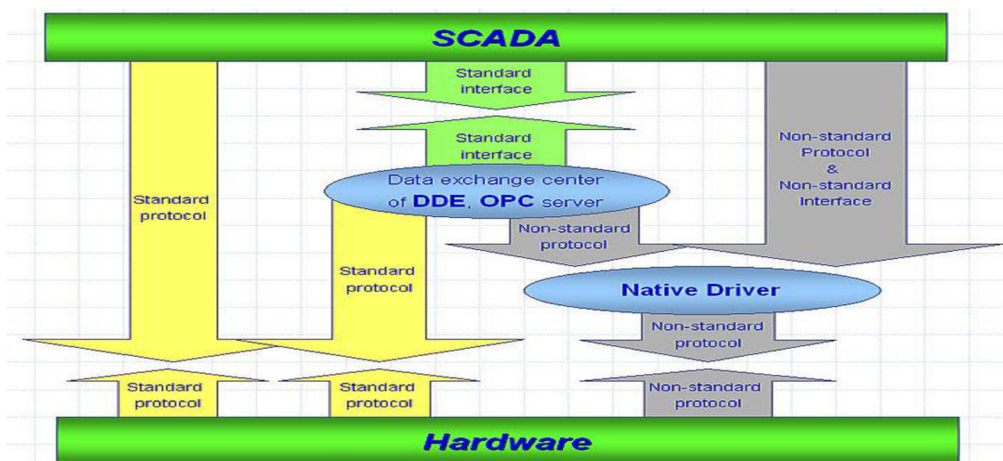 SCADA
Standard
interface
Standard
interface
Non-standard
Protocol
&
Non-standard
Interface
Data exchange center
of DDE, OPC server
Standard
protocol
Non-standard
protocol
Standard
protocol
Native Driver
Non-standard
protocol
Standard
protocol
Standard
protocol
Non-standard
protocol
Hardware